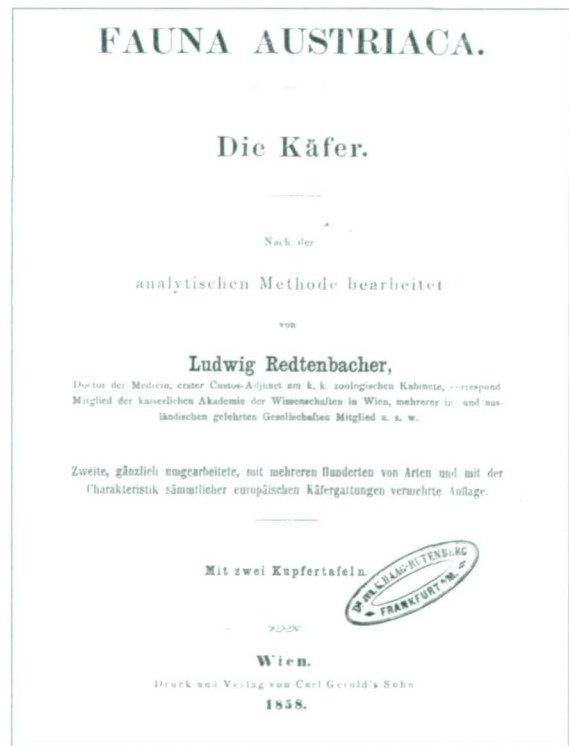 FAUNA AUSTRIACA.
Die Käfer.
Nach der
analytischen Methode bearbeitet
von
Ludwig Redtenbacher,
Doctor der Medicin, erster Custos-Adjunct am k. k. zoologischen Kabinete, correspond
Mitglied der kaiserlichen Akademie der Wissenschaften in Wien, mehrerer in- und aus-
ländischen gelehrten Gesellschaften Mitglied u. s. w.
Zweite, gänzlich umgearbeitete, mit mehreren Hunderten von Arten und mit der
Charakteristik sämmtlicher europäischen Käfergattungen vermehrte Auflage.
Mit zwei Kupfertafeln.
HAAG-RUTENBERG
FRANKFURT A/M.
Wien.
Druck und Verlag von Carl Gerold's Sohn
1858.